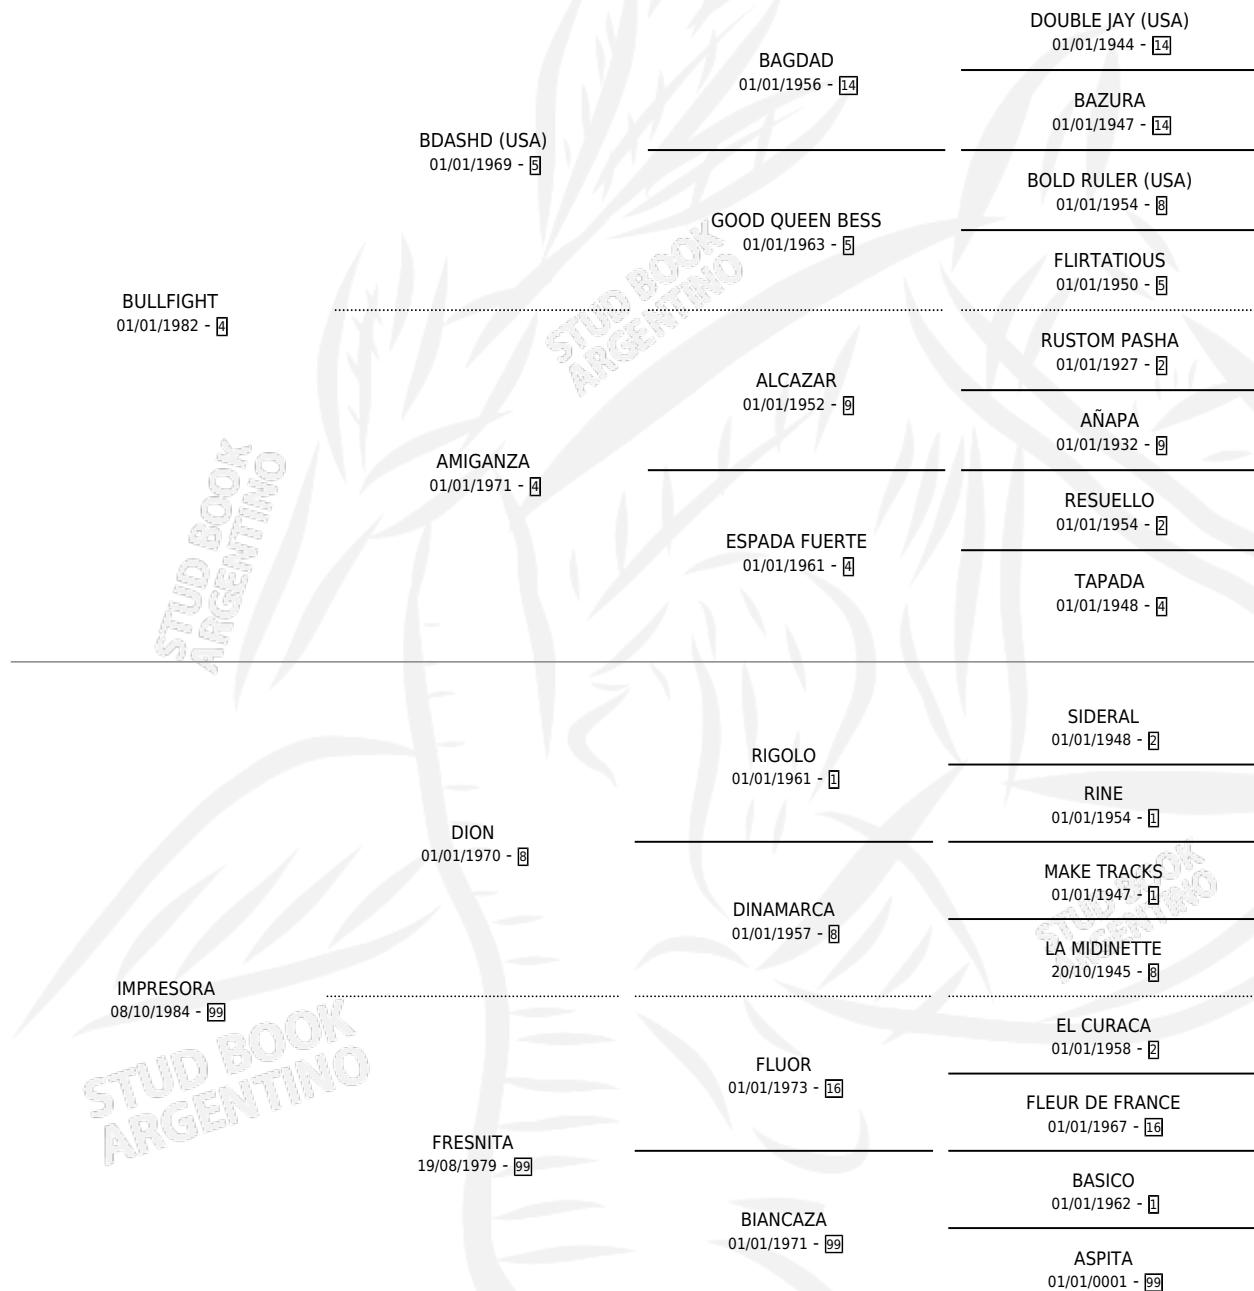 DOUBLE JAY (USA)
01/01/1944 - 14
BAGDAD
01/01/1956 - 14
BAZURA
01/01/1947 - 14
BDASHD (USA)
01/01/1969 - 5
BOLD RULER (USA)
01/01/1954 - 8
GOOD QUEEN BESS
01/01/1963 - 5
FLIRTATIOUS
01/01/1950 - 5
BULLFIGHT
01/01/1982 - 4
RUSTOM PASHA
01/01/1927 - 2
ALCAZAR
01/01/1952 - 9
AÑAPA
01/01/1932 - 9
AMIGANZA
01/01/1971 - 4
RESUELLO
01/01/1954 - 2
ESPADA FUERTE
01/01/1961 - 4
TAPADA
01/01/1948 - 4
SIDERAL
01/01/1948 - 2
RIGOLO
01/01/1961 - 1
RINE
01/01/1954 - 1
DION
01/01/1970 - 8
MAKE TRACKS
01/01/1947 - 1
DINAMARCA
01/01/1957 - 8
LA MIDINETTE
20/10/1945 - 8
IMPRESORA
08/10/1984 - 99
EL CURACA
01/01/1958 - 2
FLUOR
01/01/1973 - 16
FLEUR DE FRANCE
01/01/1967 - 16
FRESNITA
19/08/1979 - 99
BASICO
01/01/1962 - 1
BIANCAZA
01/01/1971 - 99
ASPITA
01/01/0001 - 99
STUD BOOK
ARGENTINO
STUD BOOK
ARGENTINO
STUD BOOK
ARGENTINO
STUD BOOK
ARGENTINO